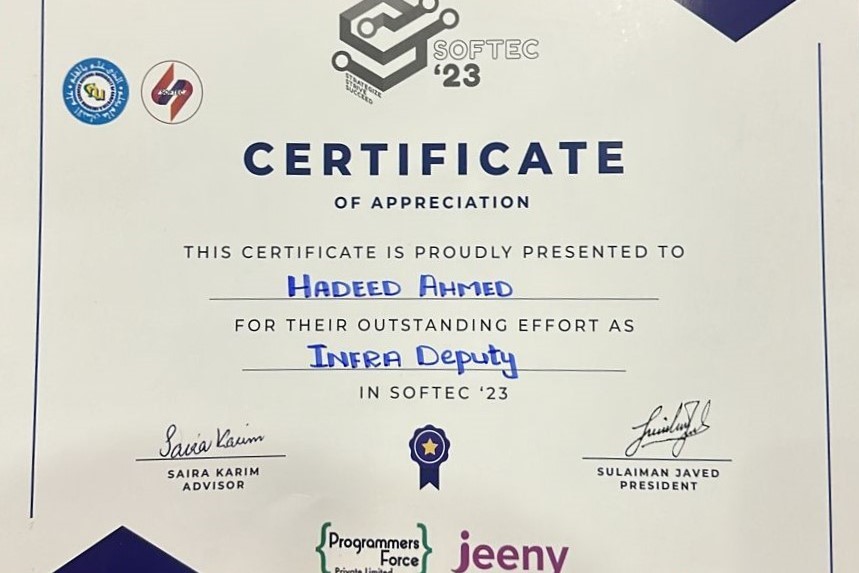 SOFTEC
'23
STRATEGIZE
STRIVE
SUCCEED
SOFTEC
CERTIFICATE
OF APPRECIATION
THIS CERTIFICATE IS PROUDLY PRESENTED TO
HADEED AHMED
FOR THEIR OUTSTANDING EFFORT AS
INFRA Deputy
IN SOFTEC '23
Saira Karim
SAIRA KARIM
ADVISOR
SULAIMAN JAVED
PRESIDENT
{Programmers
Force}
Private Limited
jeeny